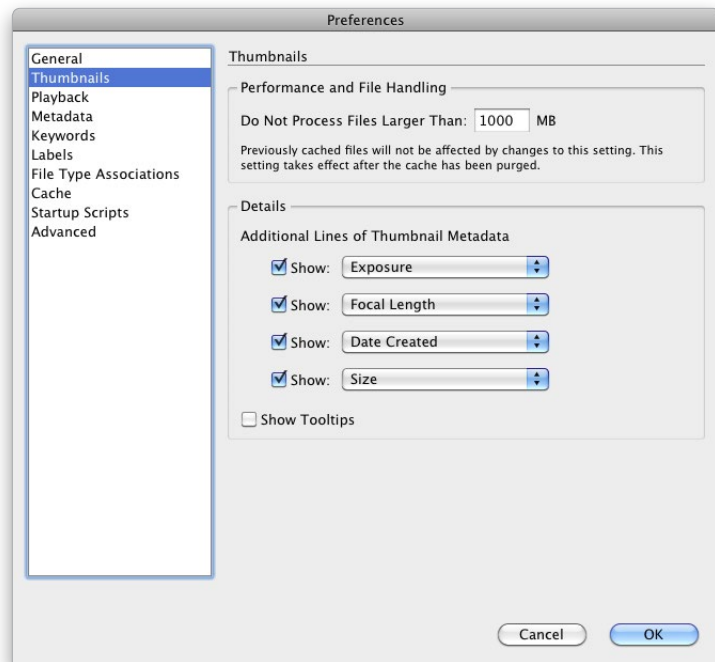 Preferences
General
Thumbnails
Playback
Metadata
Keywords
Labels
File Type Associations
Cache
Startup Scripts
Advanced
Thumbnails
Performance and File Handling
Do Not Process Files Larger Than: 1000 MB
Previously cached files will not be affected by changes to this setting. This
setting takes effect after the cache has been purged.
Details
Additional Lines of Thumbnail Metadata
Show: Exposure
Show: Focal Length
Show: Date Created
Show: Size
Show Tooltips
Cancel OK